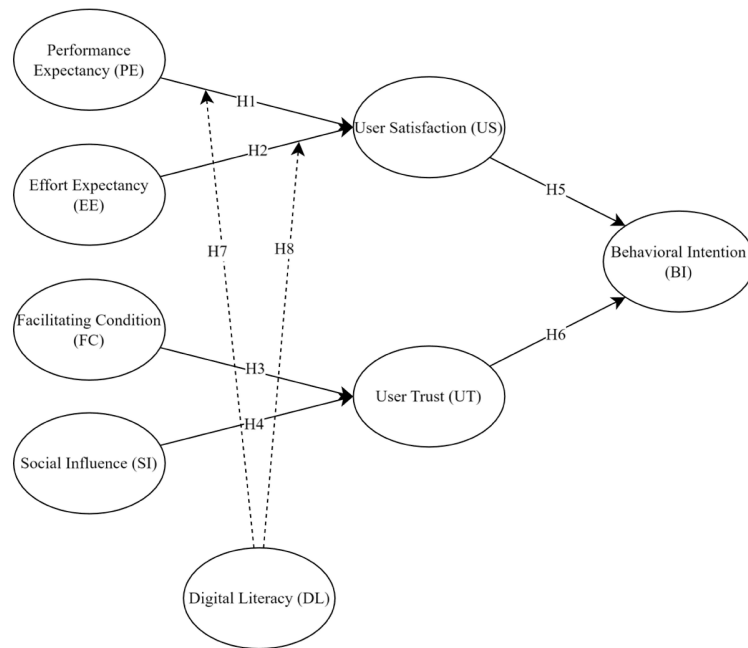 Performance
Expectancy (PE)
H1
User Satisfaction (US)
H2
Effort Expectancy
(EE)
H5
H7
H8
Behavioral Intention
(BI)
Facilitating Condition
(FC)
H6
H3
User Trust (UT)
H4
Social Influence (SI)
Digital Literacy (DL)